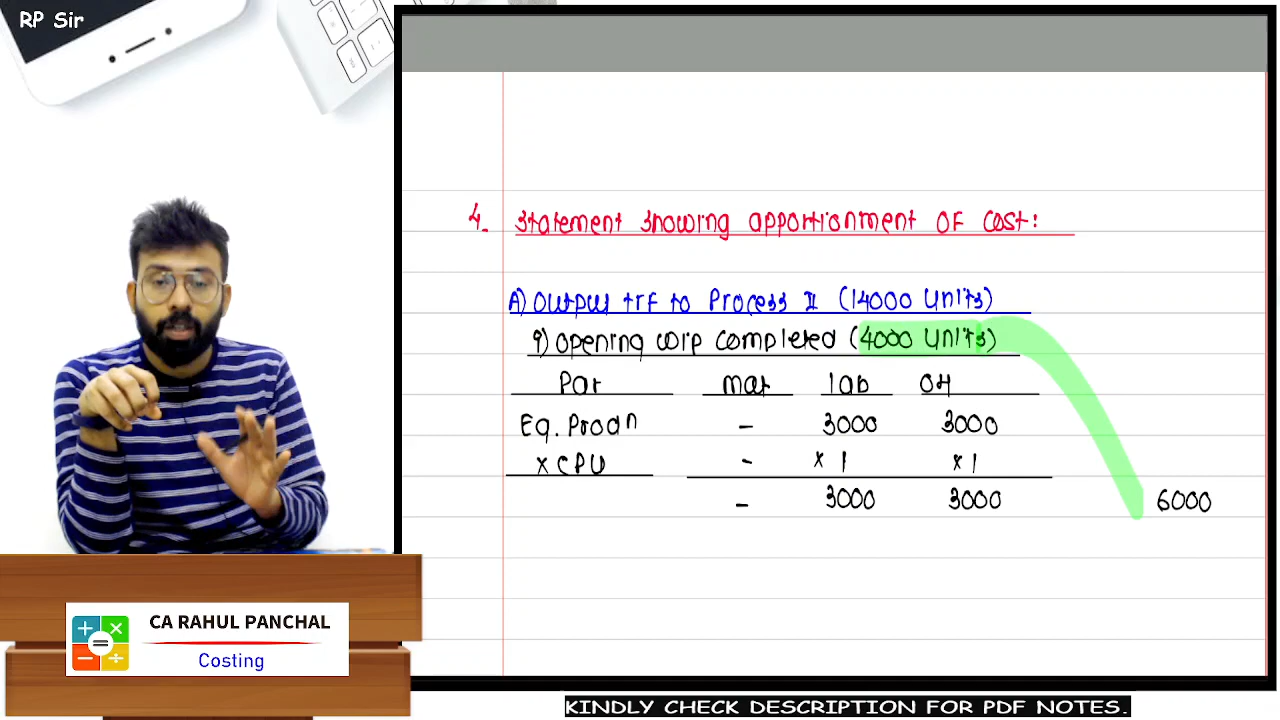 RP Sir
4. Statement showing apportionment of cost:
A) Output trf to Process II (14000 units)
i) Opening wip completed (4000 units)
Par mat lab OH
Eq. Prodn - 3000 3000
x CPU - x 1 x 1
- 3000 3000 6000
CA RAHUL PANCHAL
Costing
KINDLY CHECK DESCRIPTION FOR PDF NOTES.